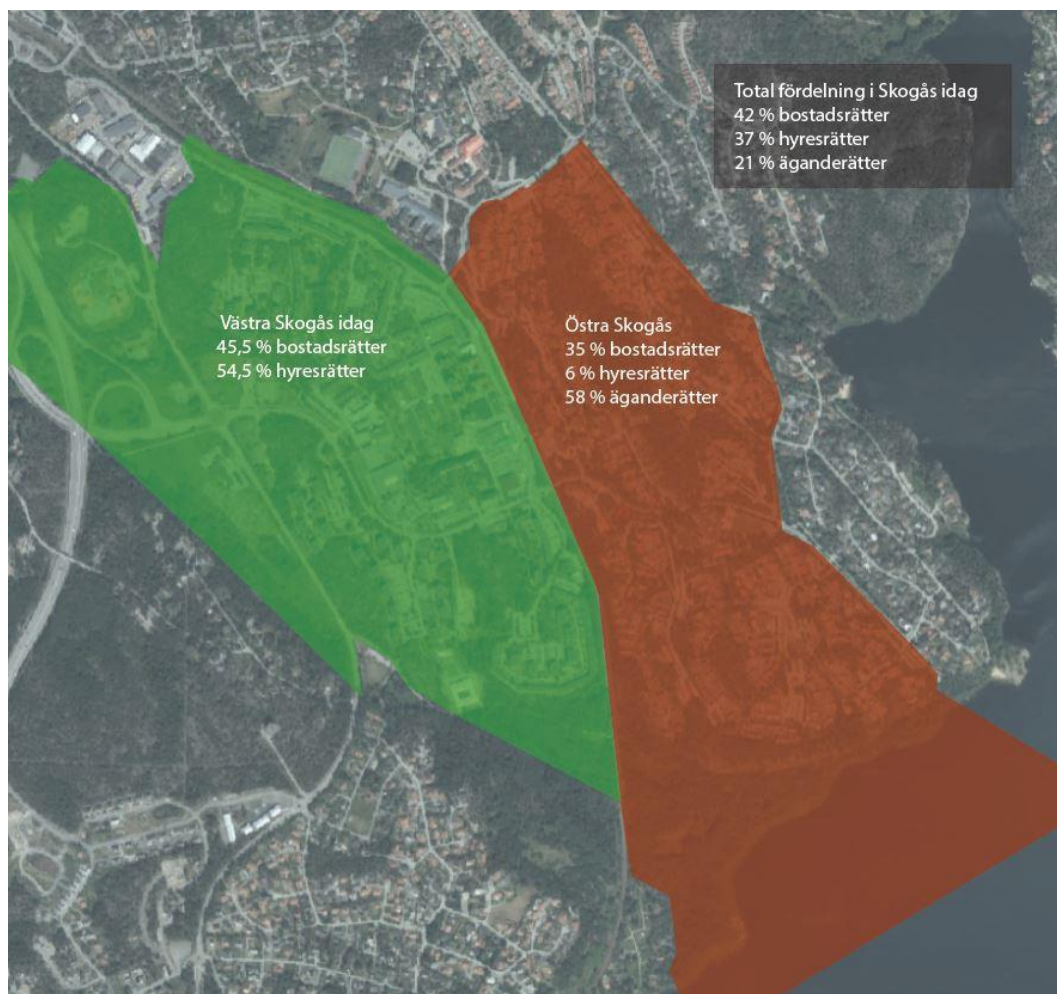 Total fördelning i Skogås idag
42 % bostadsrätter
37 % hyresrätter
21 % äganderätter
Västra Skogås idag
45,5 % bostadsrätter
54,5 % hyresrätter
Östra Skogås
35 % bostadsrätter
6 % hyresrätter
58 % äganderätter